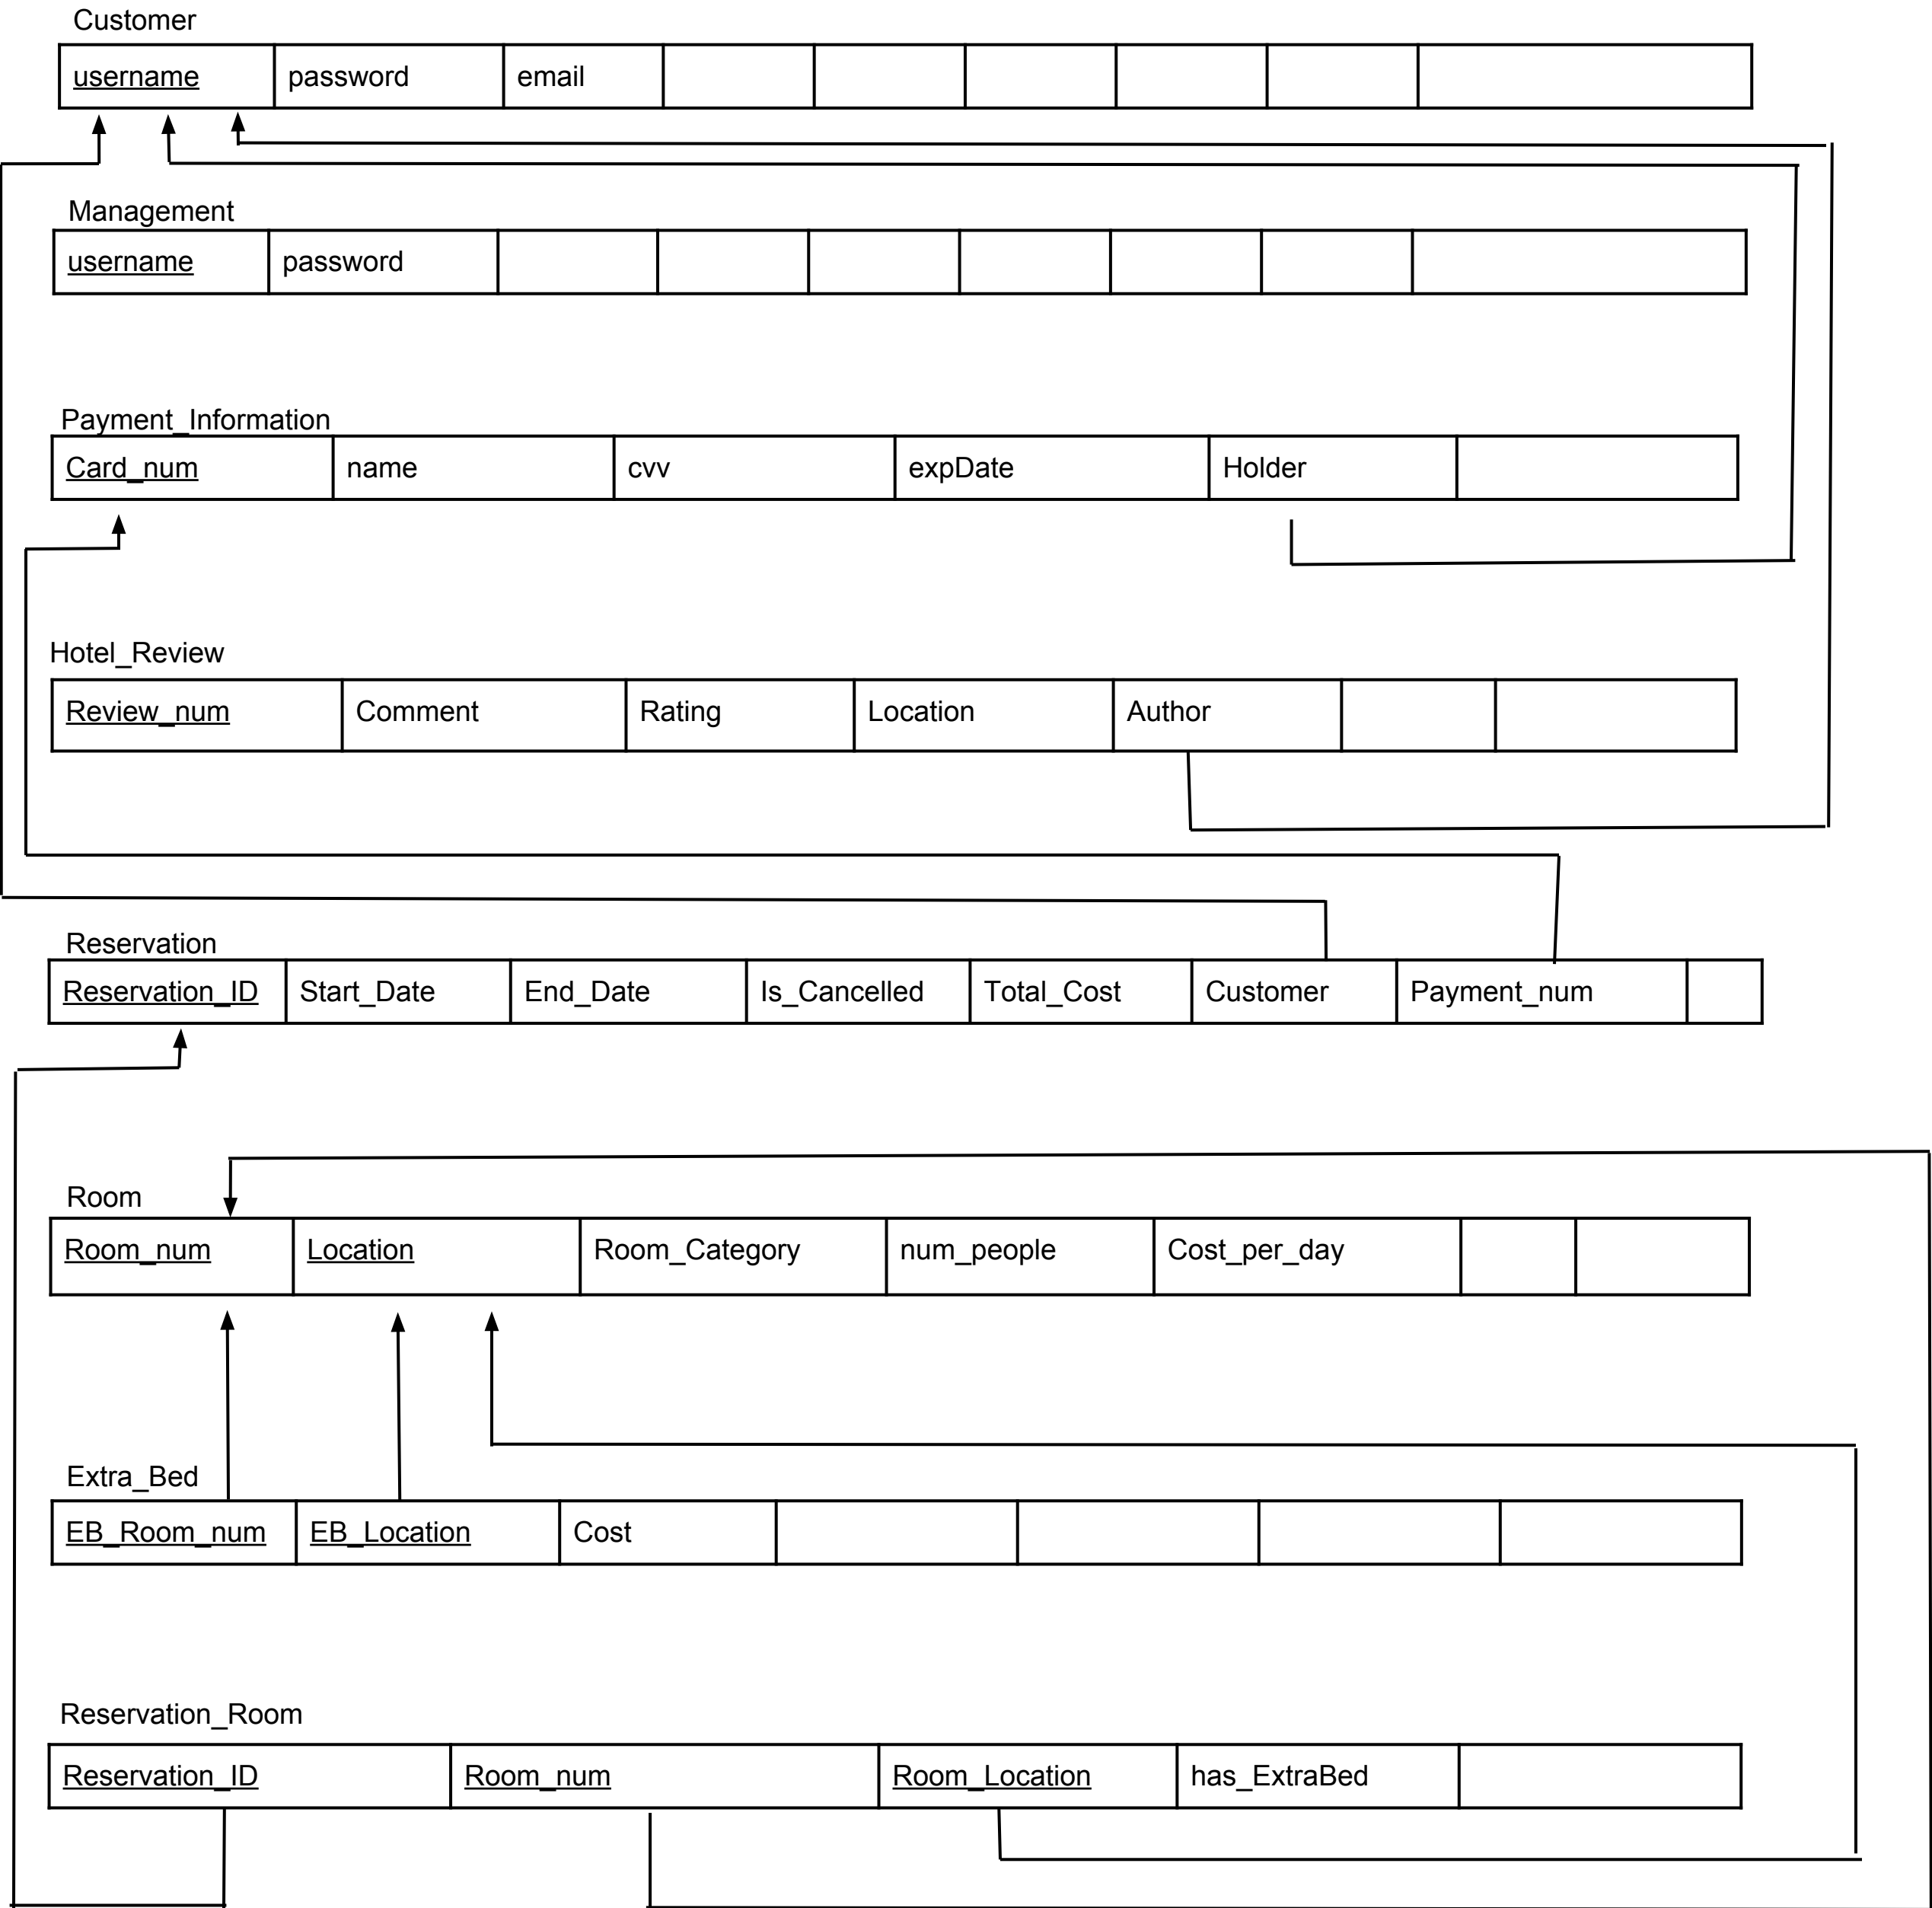 Customer
username password email
Management
username password
Payment_Information
Card_num name cvv expDate Holder
Hotel_Review
Review_num Comment Rating Location Author
Reservation
Reservation_ID Start_Date End_Date Is_Cancelled Total_Cost Customer Payment_num
Room
Room_num Location Room_Category num_people Cost_per_day
Extra_Bed
EB_Room_num EB_Location Cost
Reservation_Room
Reservation_ID Room_num Room_Location has_ExtraBed